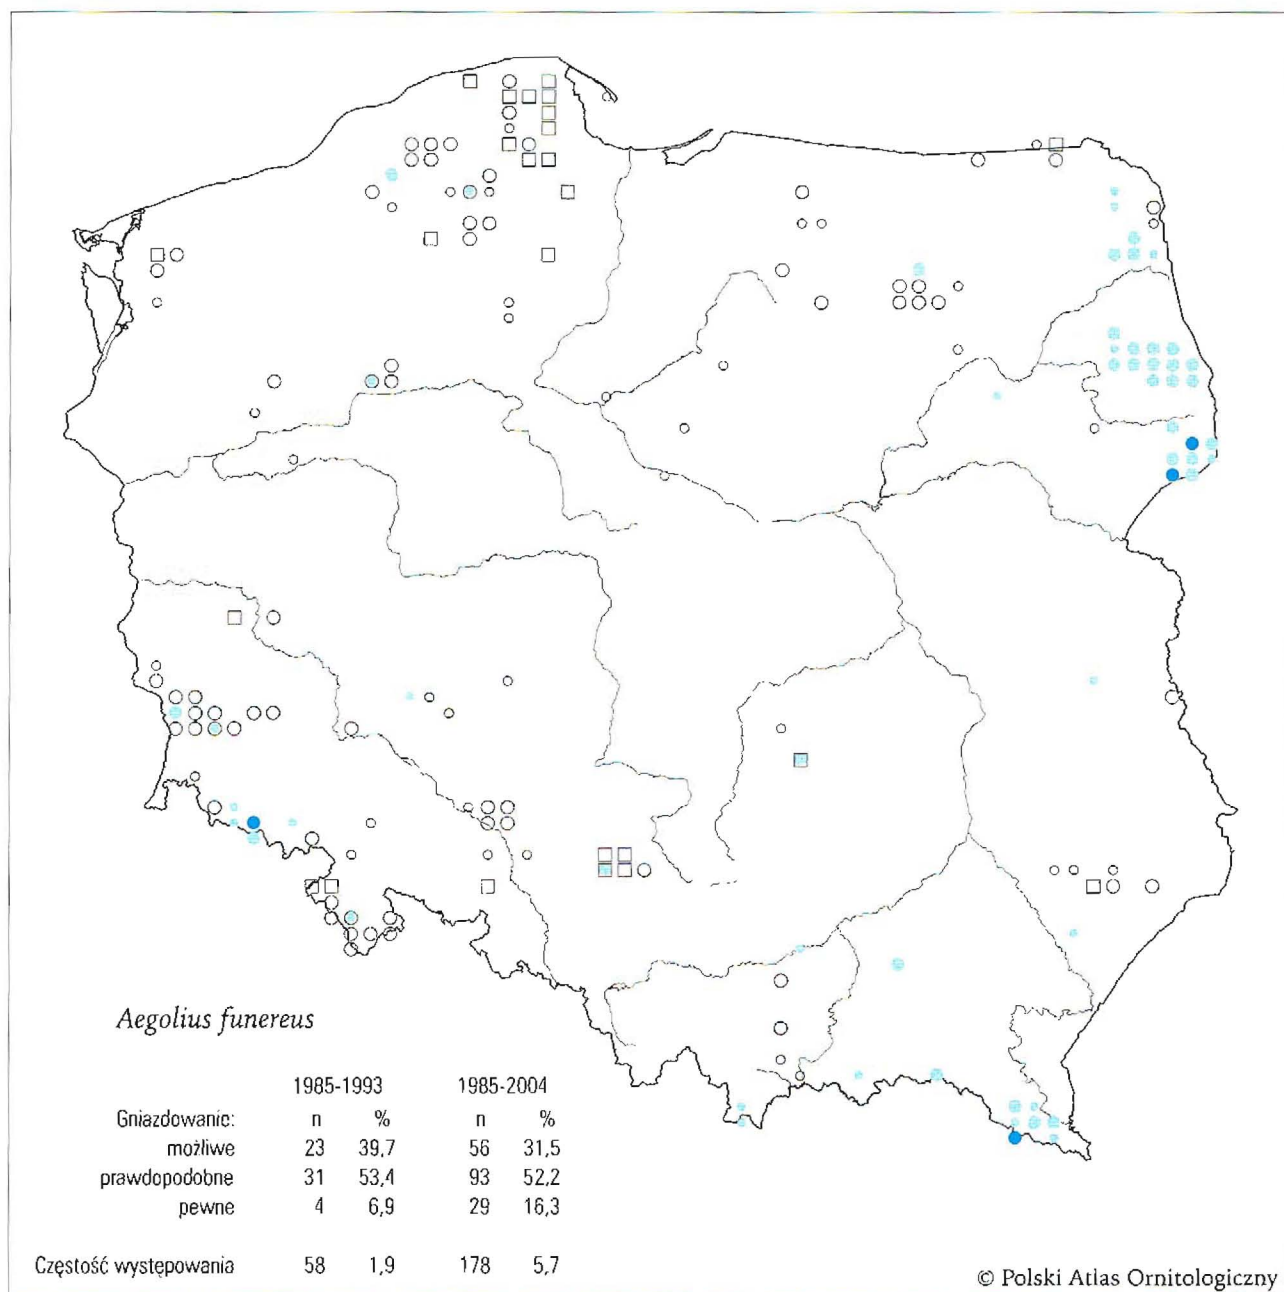 Aegolius funereus
1985-1993 1985-2004
Gniazdowanie: n % n %
możliwe 23 39,7 56 31,5
prawdopodobne 31 53,4 93 52,2
pewne 4 6,9 29 16,3
Częstość występowania 58 1,9 178 5,7
© Polski Atlas Ornitologiczny